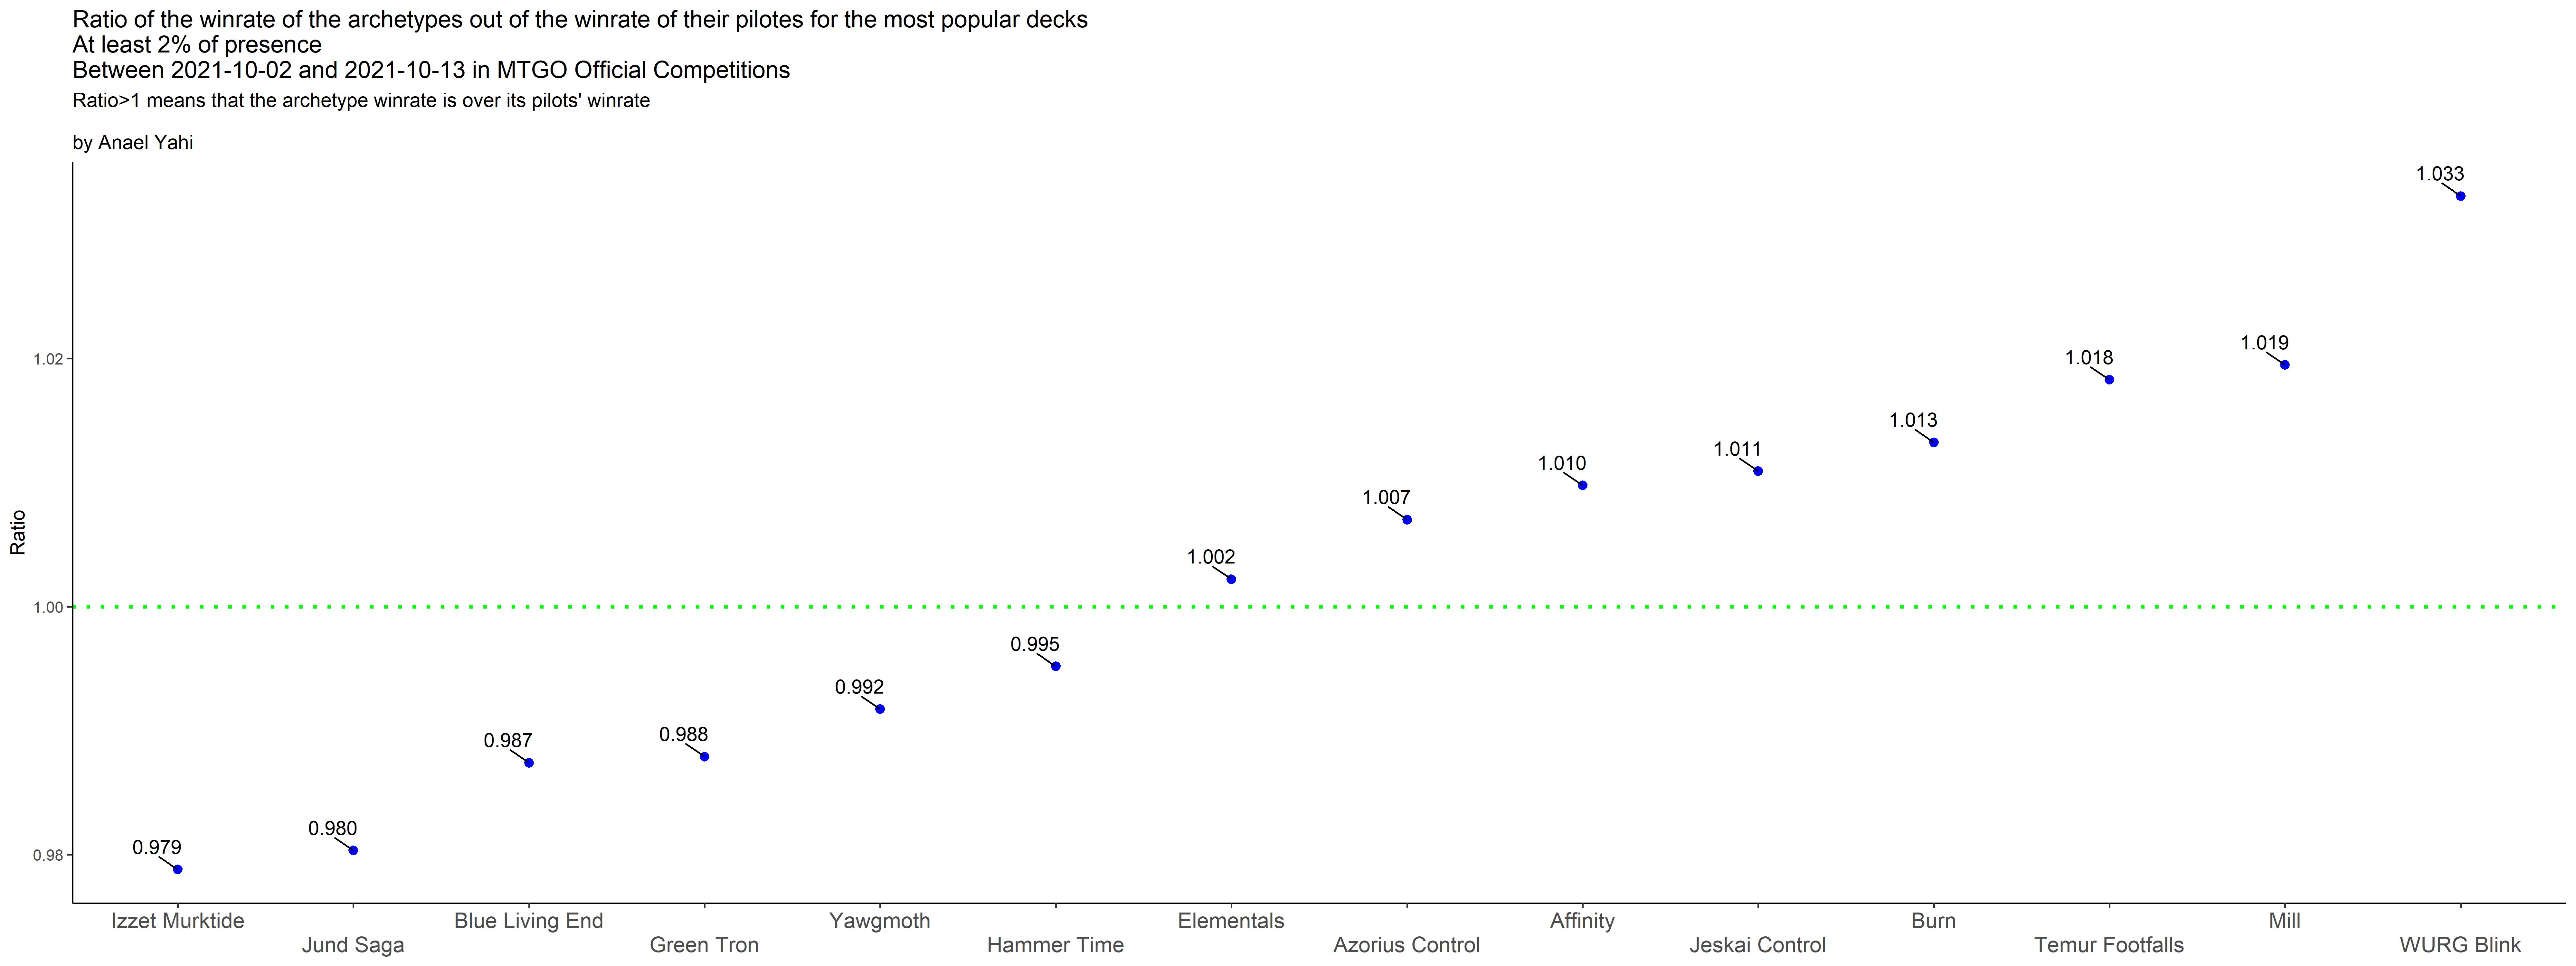 Ratio of the winrate of the archetypes out of the winrate of their pilotes for the most popular decks
At least 2% of presence
Between 2021-10-02 and 2021-10-13 in MTGO Official Competitions
Ratio>1 means that the archetype winrate is over its pilots' winrate
by Anael Yahi
1.033
1.02
1.019
1.018
1.013
1.011
1.010
1.007
Ratio
1.002
1.00
0.995
0.992
0.988
0.987
0.980
0.979
0.98
Izzet Murktide
Jund Saga
Blue Living End
Green Tron
Yawgmoth
Hammer Time
Elementals
Azorius Control
Affinity
Jeskai Control
Burn
Temur Footfalls
Mill
WURG Blink